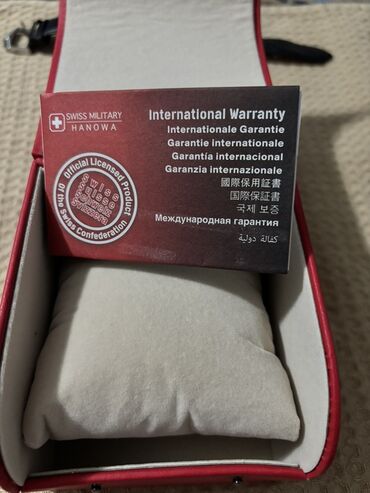 SWISS MILITARY
HANOWA
International Warranty
Internationale Garantie
Garantie internationale
Garantía internacional
Garanzia internazionale
國際保用証書
国际保証書
국제 보증
Международная гарантия
كفالة دولية
Official Licensed Product
Of the Swiss Confederation